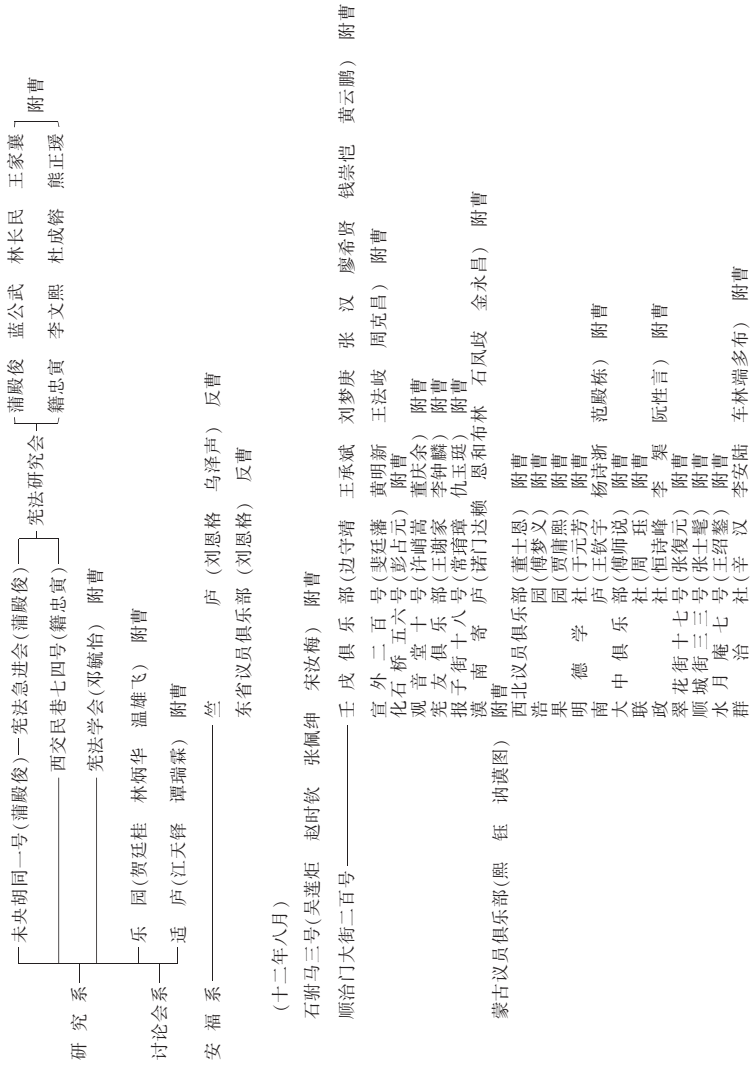 研究系
未央胡同一号(蒲殿俊)—宪法急进会(蒲殿俊)
西交民巷七四号(籍忠寅)
宪法研究会
蒲殿俊 蓝公武 林长民 王家襄
籍忠寅 李文熙 杜成镕 熊正瑗
附曹
宪法学会(邓毓怡) 附曹
讨论会系
乐园(贺廷桂 林炳华 温雄飞) 附曹
适庐(江天铎 谭瑞霖) 附曹
安福系
竺庐(刘恩格 乌泽声) 反曹
东省议员俱乐部(刘恩格) 反曹
(十二年八月)
石驸马三号(吴莲炬 赵时钦 张佩绅 宋汝梅) 附曹
顺治门大街二百号
壬戌俱乐部(边守靖 王承斌 刘梦庚 张汉 廖希贤 钱崇恺 黄云鹏) 附曹
宣外二百号(斐廷藩 黄明新 王法岐 周克昌) 附曹
化石桥五六号(彭占元) 附曹
观音堂十号(许峭嵩 董庆余) 附曹
宪友俱乐部(王谢家 李钟麟) 附曹
报子街十八号(常堉璋 仇玉珽) 附曹
漠南寄庐(诺门达赖 恩和布林 石凤歧 金永昌) 附曹
蒙古议员俱乐部(熙钰 讷谟图) 附曹
西北议员俱乐部(董士恩) 附曹
浩园(傅梦义) 附曹
果园(贾庸熙) 附曹
明德学社(于元芳) 附曹
南庐(王钦宇 杨诗浙 范殿栋) 附曹
大中俱乐部(傅师说) 附曹
联社(周珏) 附曹
政社(恒诗峰 李榘 阮性言) 附曹
翠花街十七号(张復元) 附曹
顺城街三三号(张士髦) 附曹
水月庵七号(王绍鏊) 附曹
群治社(辛汉 李安陆 车林端多布) 附曹